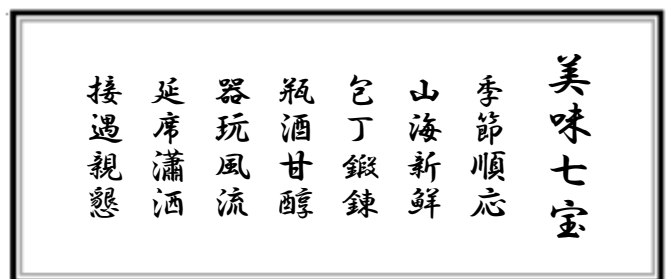 美味七宝
季節順応
山海新鮮
包丁鍛錬
瓶酒甘醇
器玩風流
延席瀟洒
接遇親懇